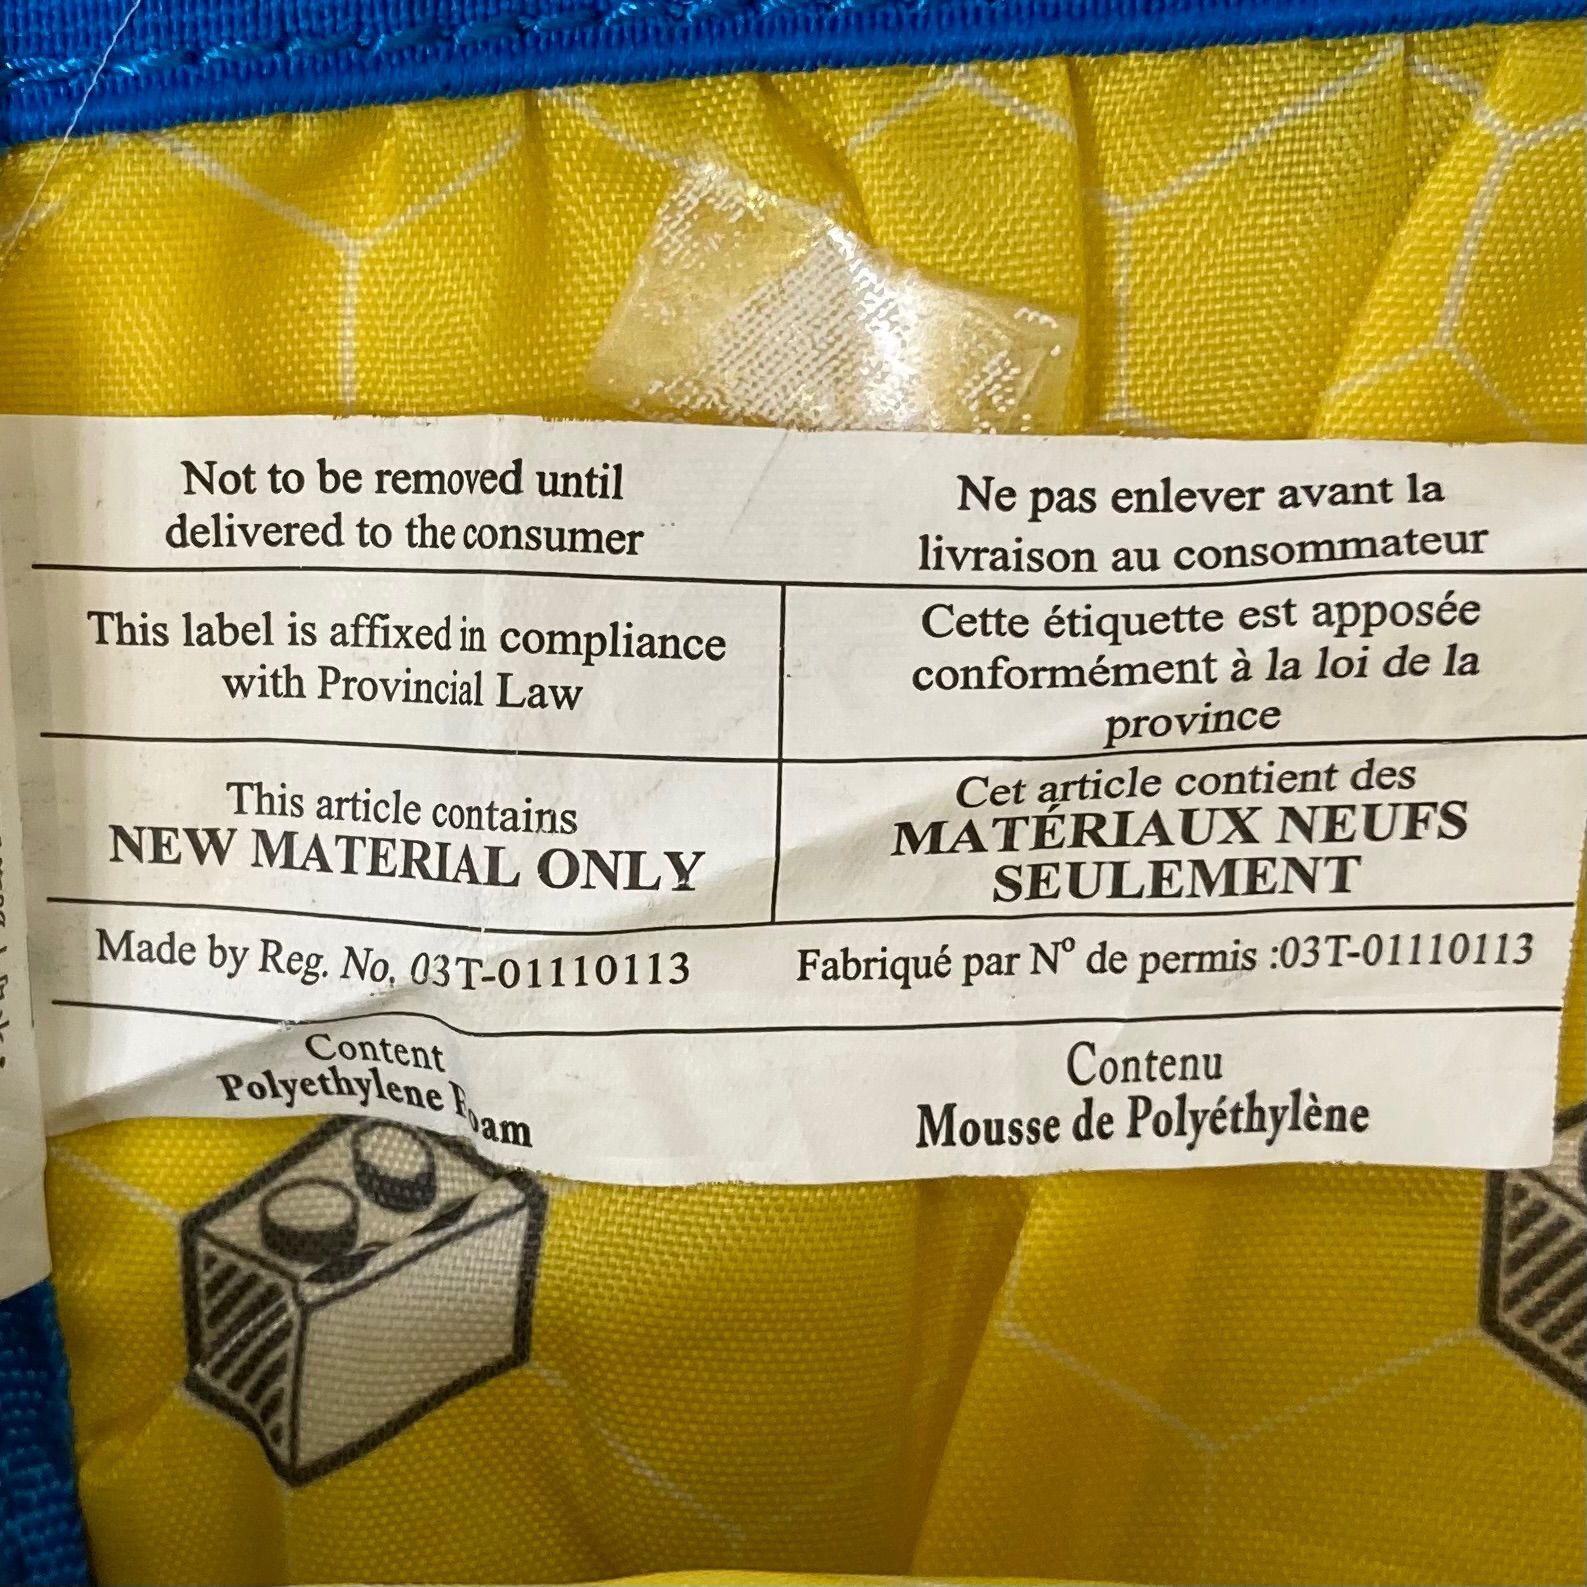 Not to be removed until
delivered to the consumer
Ne pas enlever avant la
livraison au consommateur
This label is affixed in compliance
with Provincial Law
Cette étiquette est apposée
conformément à la loi de la
province
This article contains
NEW MATERIAL ONLY
Cet article contient des
MATÉRIAUX NEUFS
SEULEMENT
Made by Reg. No. 03T-01110113
Fabriqué par Nº de permis :03T-01110113
Content
Polyethylene Foam
Contenu
Mousse de Polyéthylène